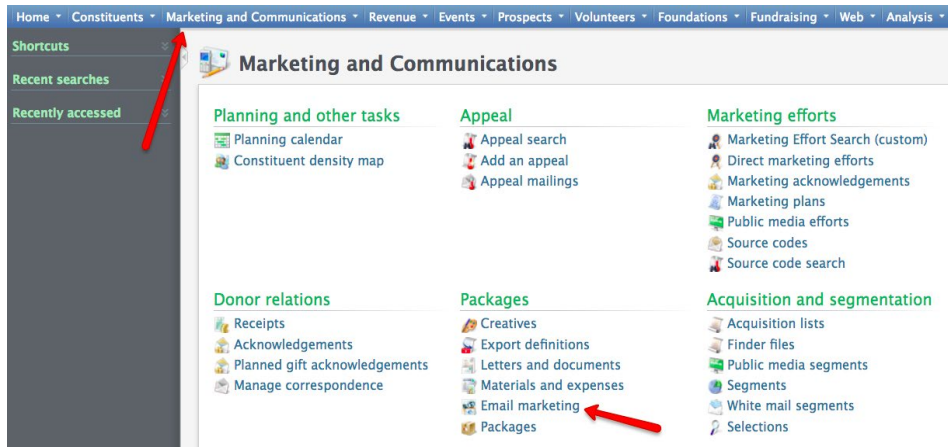 Home Constituents Marketing and Communications Revenue Events Prospects Volunteers Foundations Fundraising Web Analysis
Shortcuts
Recent searches
Recently accessed
Marketing and Communications
Planning and other tasks
Planning calendar
Constituent density map
Appeal
Appeal search
Add an appeal
Appeal mailings
Marketing efforts
Marketing Effort Search (custom)
Direct marketing efforts
Marketing acknowledgements
Marketing plans
Public media efforts
Source codes
Source code search
Donor relations
Receipts
Acknowledgements
Planned gift acknowledgements
Manage correspondence
Packages
Creatives
Export definitions
Letters and documents
Materials and expenses
Email marketing
Packages
Acquisition and segmentation
Acquisition lists
Finder files
Public media segments
Segments
White mail segments
Selections